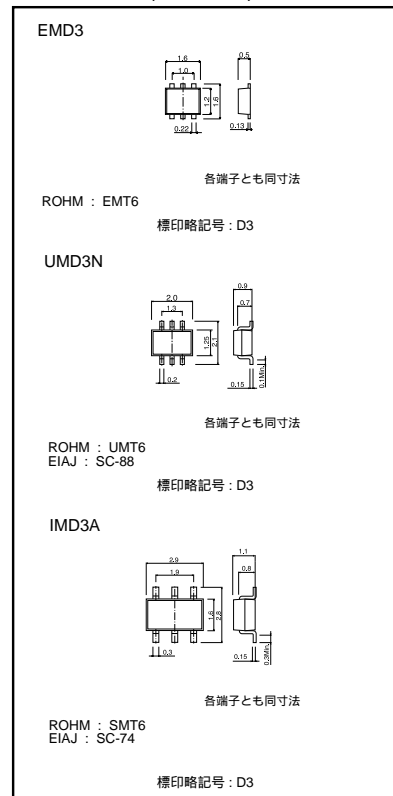 EMD3
1.6
1.0
0.5
1.2
1.6
0.22
0.13
各端子とも同寸法
ROHM : EMT6
標印略記号 : D3
UMD3N
2.0
1.3
0.9
0.7
1.25
2.1
0.2
0.15
0.1Min.
各端子とも同寸法
ROHM : UMT6
EIAJ : SC-88
標印略記号 : D3
IMD3A
2.9
1.9
1.1
0.8
1.6
2.8
0.3
0.15
0.3Min.
各端子とも同寸法
ROHM : SMT6
EIAJ : SC-74
標印略記号 : D3